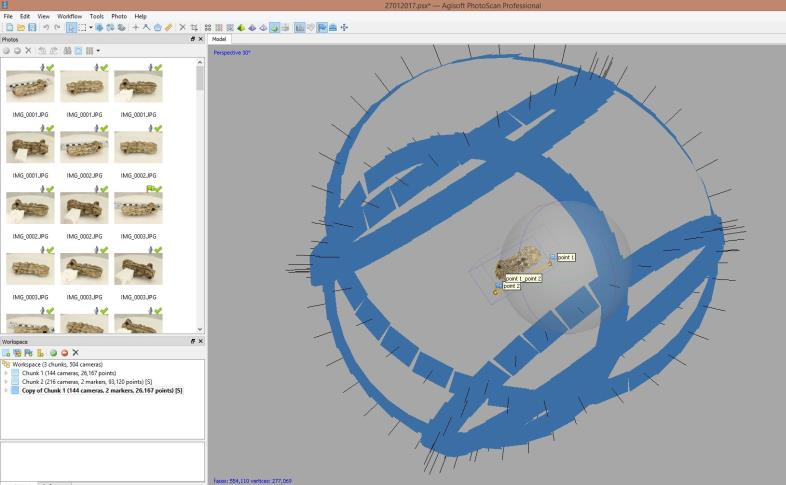 27012017.psx* — Agisoft PhotoScan Professional
File Edit View Workflow Tools Photo Help
Photos
Model
Perspective 30°
IMG_0001.JPG IMG_0001.JPG IMG_0001.JPG
IMG_0001.JPG IMG_0002.JPG IMG_0002.JPG
IMG_0002.JPG IMG_0002.JPG IMG_0003.JPG
IMG_0003.JPG IMG_0003.JPG IMG_0003.JPG
point 1
point 1_point 2
point 2
Workspace
Workspace (3 chunks, 504 cameras)
Chunk 1 (144 cameras, 26,167 points)
Chunk 2 (216 cameras, 2 markers, 93,120 points) [S]
Copy of Chunk 1 (144 cameras, 2 markers, 26,167 points) [S]
faces: 554,110 vertices: 277,069